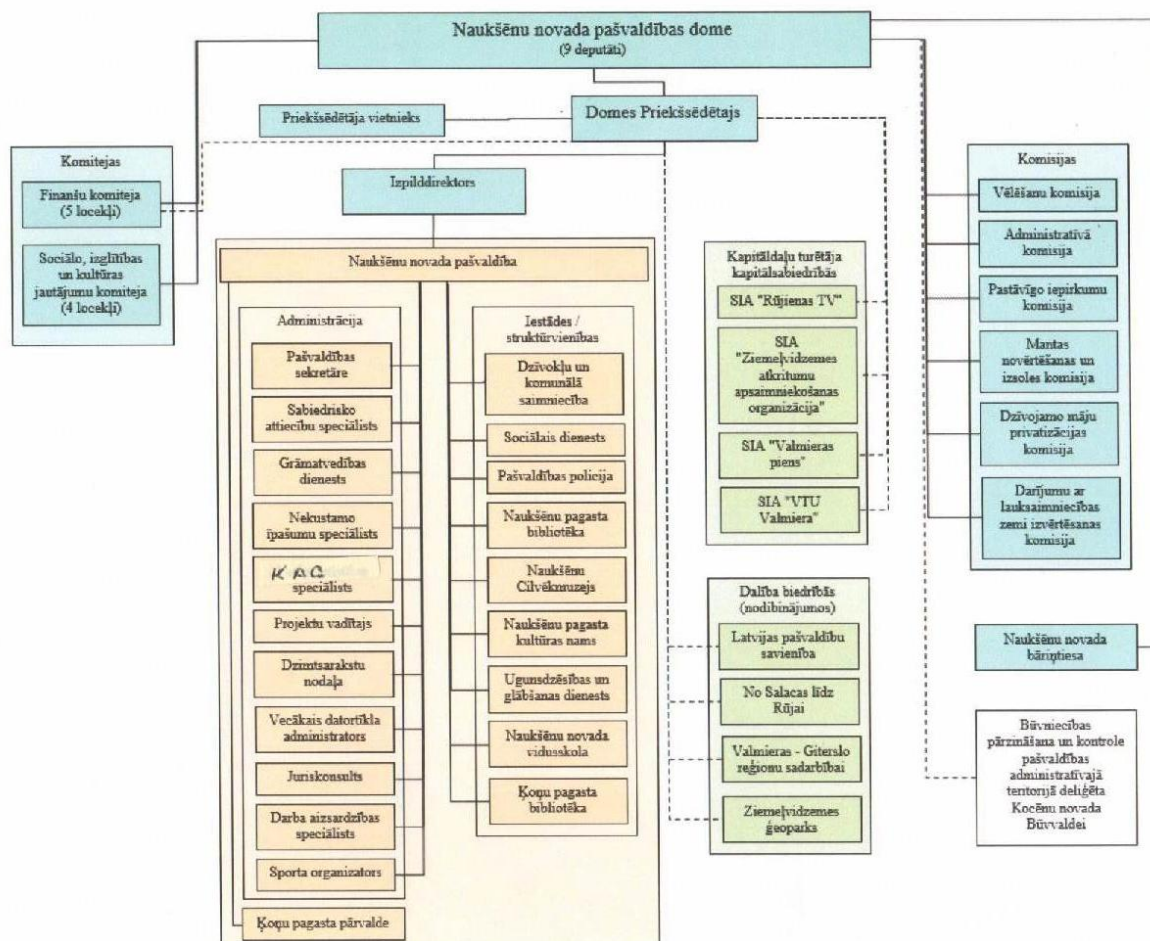 Naukšēnu novada pašvaldības dome
(9 deputāti)
Priekšsēdētāja vietnieks
Domes Priekšsēdētajs
Komitejas
Finanšu komiteja
(5 locekļi)
Sociālo, izglītības
un kultūras
jautājumu komiteja
(4 locekļi)
Izpilddirektors
Naukšēnu novada pašvaldība
Administrācija
Pašvaldības
sekretāre
Sabiedrisko
attiecību speciālists
Grāmatvedības
dienests
Nekustamo
īpašumu speciālists
KAC
speciālists
Projektu vadītajs
Dzimtsarakstu
nodaļa
Vecākais datortīkla
administrators
Juriskonsults
Darba aizsardzības
speciālists
Sporta organizators
Ķoņu pagasta pārvalde
Iestādes /
struktūrvienības
Dzīvokļu un
komunālā
saimniecība
Sociālais dienests
Pašvaldības policija
Naukšēnu pagasta
bibliotēka
Naukšēnu
Cilvēkmuzejs
Naukšēnu pagasta
kultūras nams
Ugunsdzēsības un
glābšanas dienests
Naukšēnu novada
vidusskola
Ķoņu pagasta
bibliotēka
Kapitāldaļu turētāja
kapitālsabiedrībās
SIA "Rūjienas TV"
SIA
"Ziemeļvidzemes
atkritumu
apsaimniekošanas
organizācija"
SIA "Valmieras
piens"
SIA "VTU
Valmiera"
Dalība biedrībās
(nodibinājumos)
Latvijas pašvaldību
savienība
No Salacas līdz
Rūjai
Valmieras - Giterslo
reģionu sadarbībai
Ziemeļvidzemes
ģeoparks
Komisijas
Vēlēšanu komisija
Administratīvā
komisija
Pastāvīgo iepirkumu
komisija
Mantas
novērtēšanas un
izsoles komisija
Dzīvojamo māju
privatizācijas
komisija
Darījumu ar
lauksaimniecības
zemi izvērtēsanas
komisija
Naukšēnu novada
bāriņtiesa
Būvniecības
pārzināšana un kontrole
pašvaldības
administratīvajā
teritorijā deliģēta
Kocēnu novada
Būvvaldei